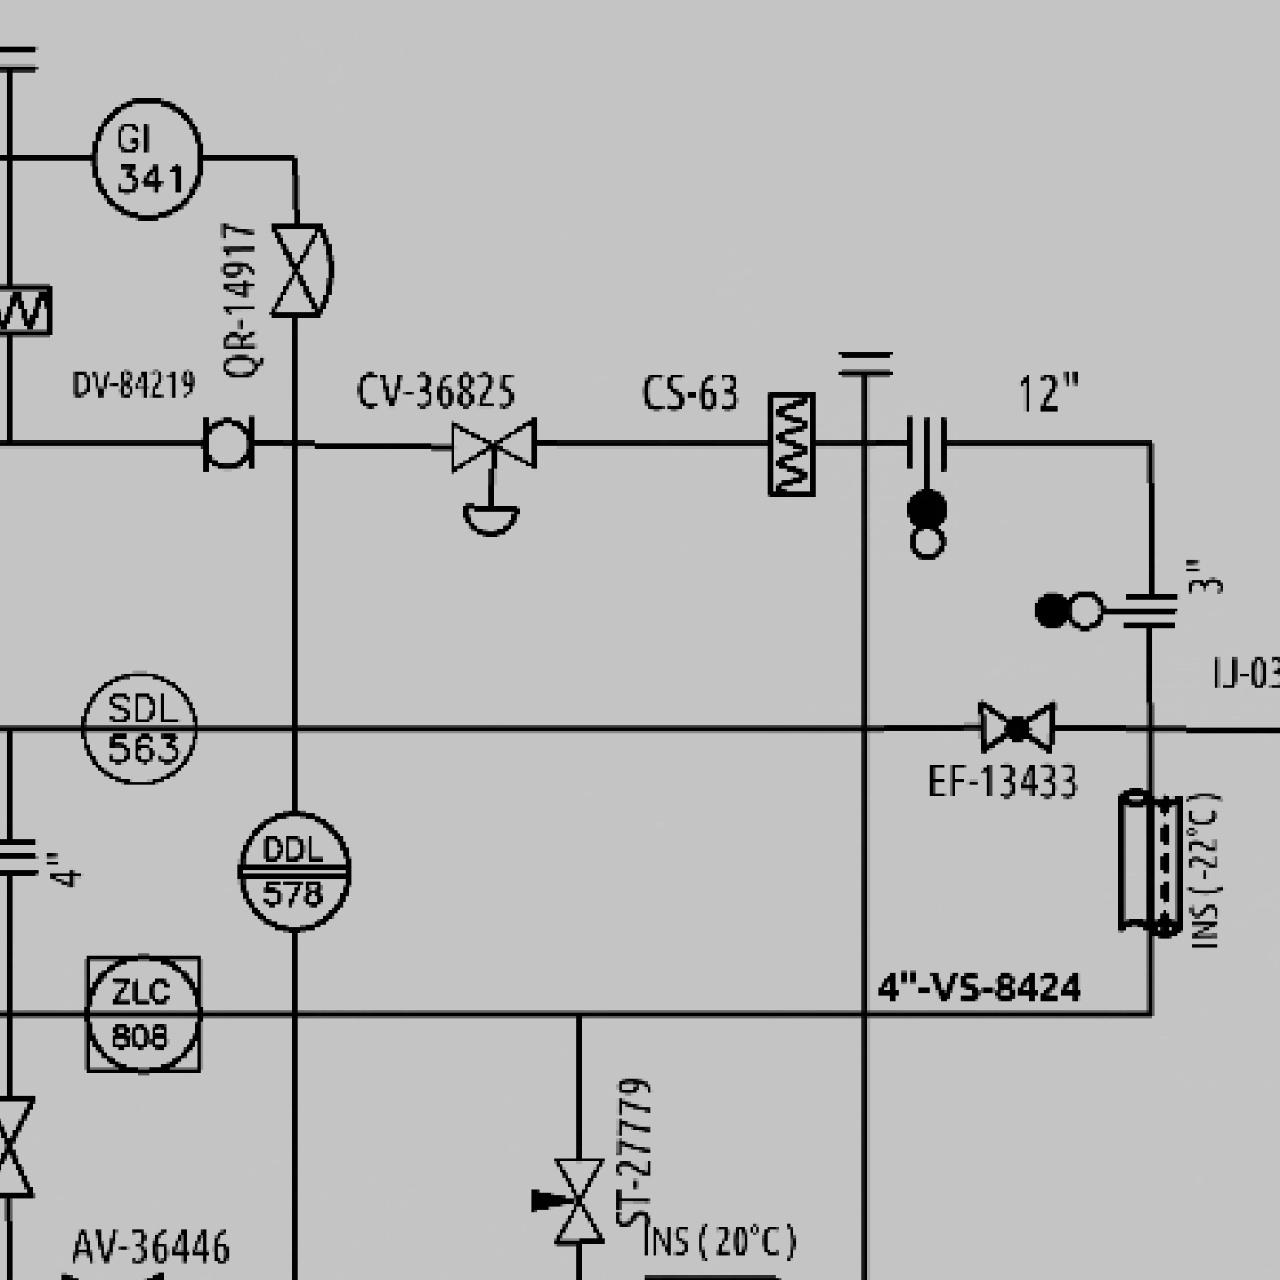 GI
341
QR-14917
DV-84219
CV-36825
CS-63
12"
3"
IJ-03
SDL
563
EF-13433
DDL
578
4"
INS (-22°C)
ZLC
808
4"-VS-8424
ST-27779
AV-36446
INS (20°C)